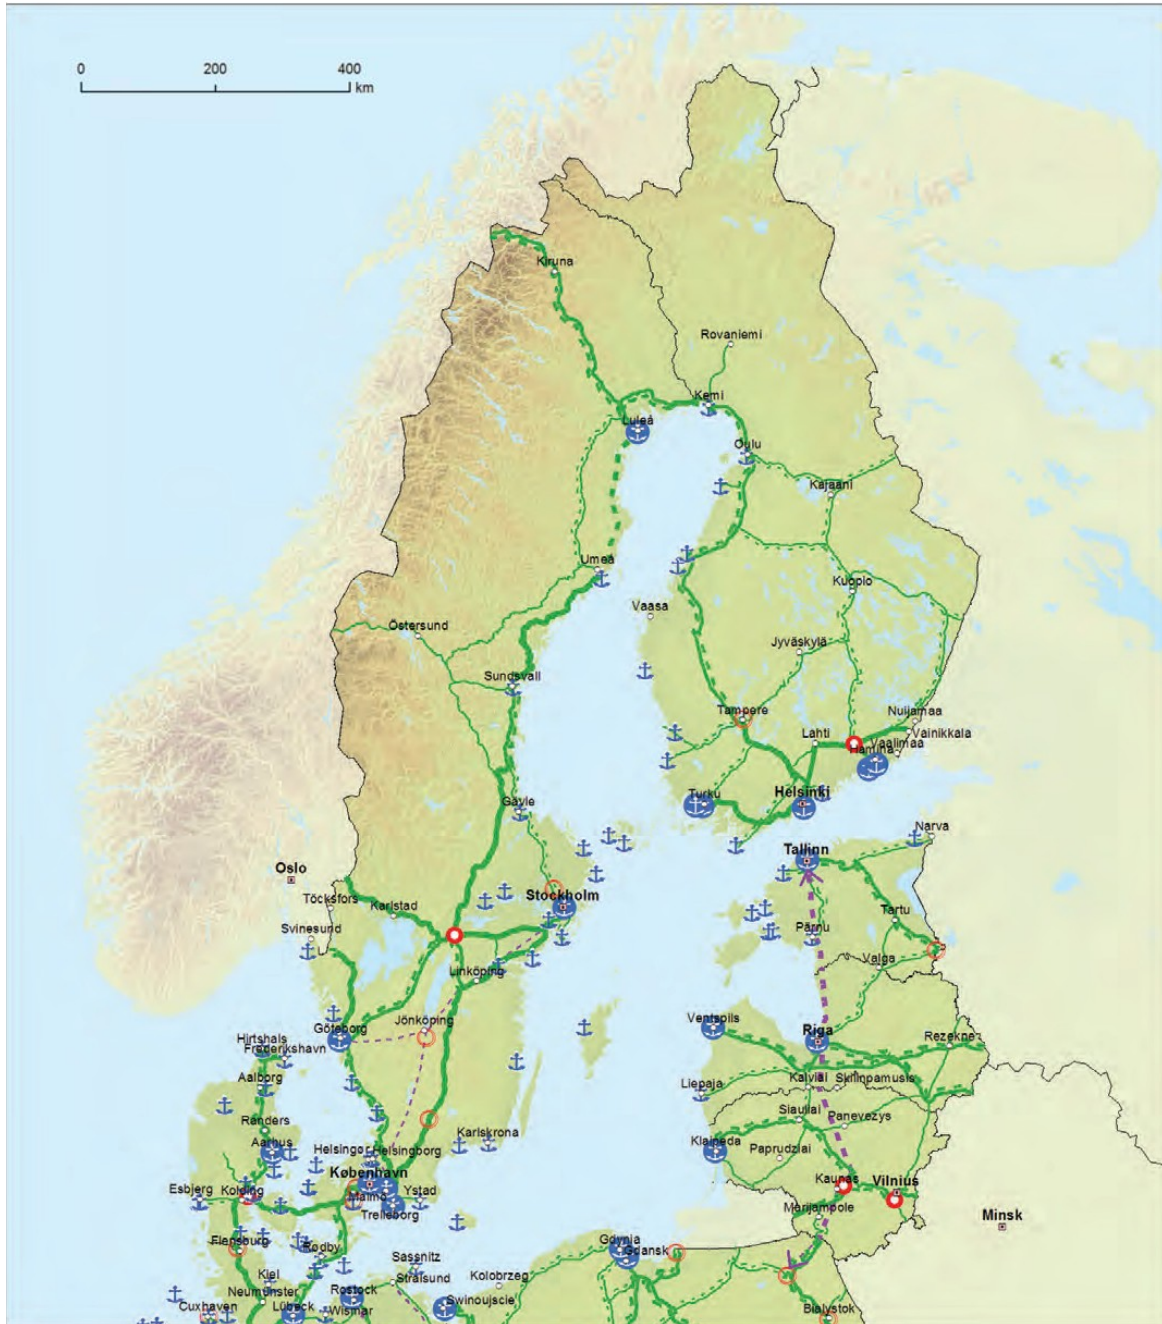 0 200 400
km
Kiruna
Rovaniemi
Kemi
Luleå
Oulu
Kajaani
Umeå
Kuopio
Vaasa
Östersund
Jyväskylä
Sundsvall
Tampere
Nuijamaa
Lahti
Vainikkala
Vaalimaa
Hamina
Gävle
Turku
Helsinki
Narva
Tallinn
Oslo
Stockholm
Töcksfors
Karlstad
Tartu
Svinesund
Pärnu
Valga
Linköping
Ventspils
Jönköping
Göteborg
Riga
Rezekne
Hirtshals
Frederikshavn
Aalborg
Liepaja
Kalviai
Skilinpamusis
Randers
Siauliai
Panevezys
Karlskrona
Aarhus
Helsingør
Helsingborg
Klaipeda
Paprudziai
København
Kaunas
Vilnius
Esbjerg
Kolding
Malmö
Ystad
Trelleborg
Marijampole
Minsk
Flensburg
Rødby
Gdynia
Gdansk
Sassnitz
Kiel
Stralsund
Kolobrzeg
Neumünster
Rostock
Cuxhaven
Lübeck
Wismar
Swinoujscie
Bialystok